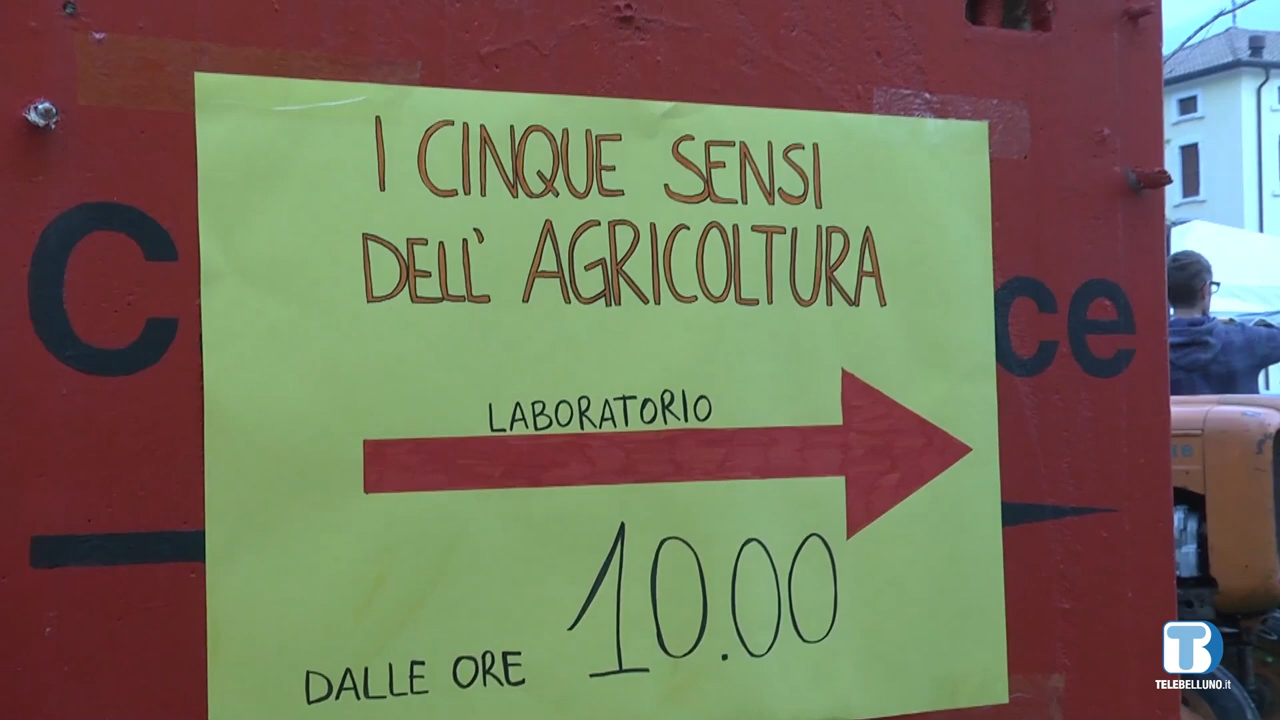 I CINQUE SENSI
DELL' AGRICOLTURA
C
ce
LABORATORIO
DALLE ORE 10.00
TELEBELLUNO.it